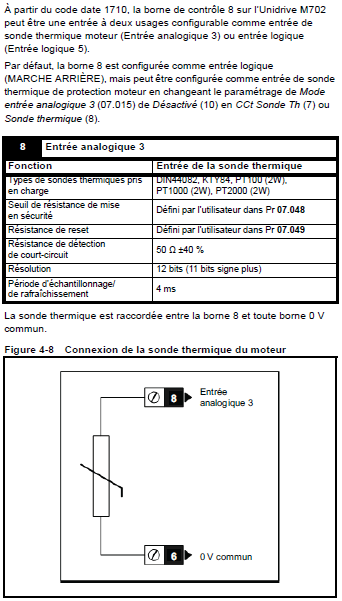 À partir du code date 1710, la borne de contrôle 8 sur l'Unidrive M702
peut être une entrée à deux usages configurable comme entrée de
sonde thermique moteur (Entrée analogique 3) ou entrée logique
(Entrée logique 5).
Par défaut, la borne 8 est configurée comme entrée logique
(MARCHE ARRIÈRE), mais peut être configurée comme entrée de sonde
thermique de protection moteur en changeant le paramétrage de Mode
entrée analogique 3 (07.015) de Désactivé (10) en CCt Sonde Th (7) ou
Sonde thermique (8).
8 Entrée analogique 3
Fonction Entrée de la sonde thermique
Types de sondes thermiques pris
en charge
DIN44082, KTY84, PT100 (2W),
PT1000 (2W), PT2000 (2W)
Seuil de résistance de mise
en sécurité
Défini par l'utilisateur dans Pr 07.048
Résistance de reset Défini par l'utilisateur dans Pr 07.049
Résistance de détection
de court-circuit
50 Ω ±40 %
Résolution 12 bits (11 bits signe plus)
Période d'échantillonnage/
de rafraîchissement
4 ms
La sonde thermique est raccordée entre la borne 8 et toute borne 0 V
commun.
Figure 4-8 Connexion de la sonde thermique du moteur
8
Entrée
analogique 3
6 0 V commun